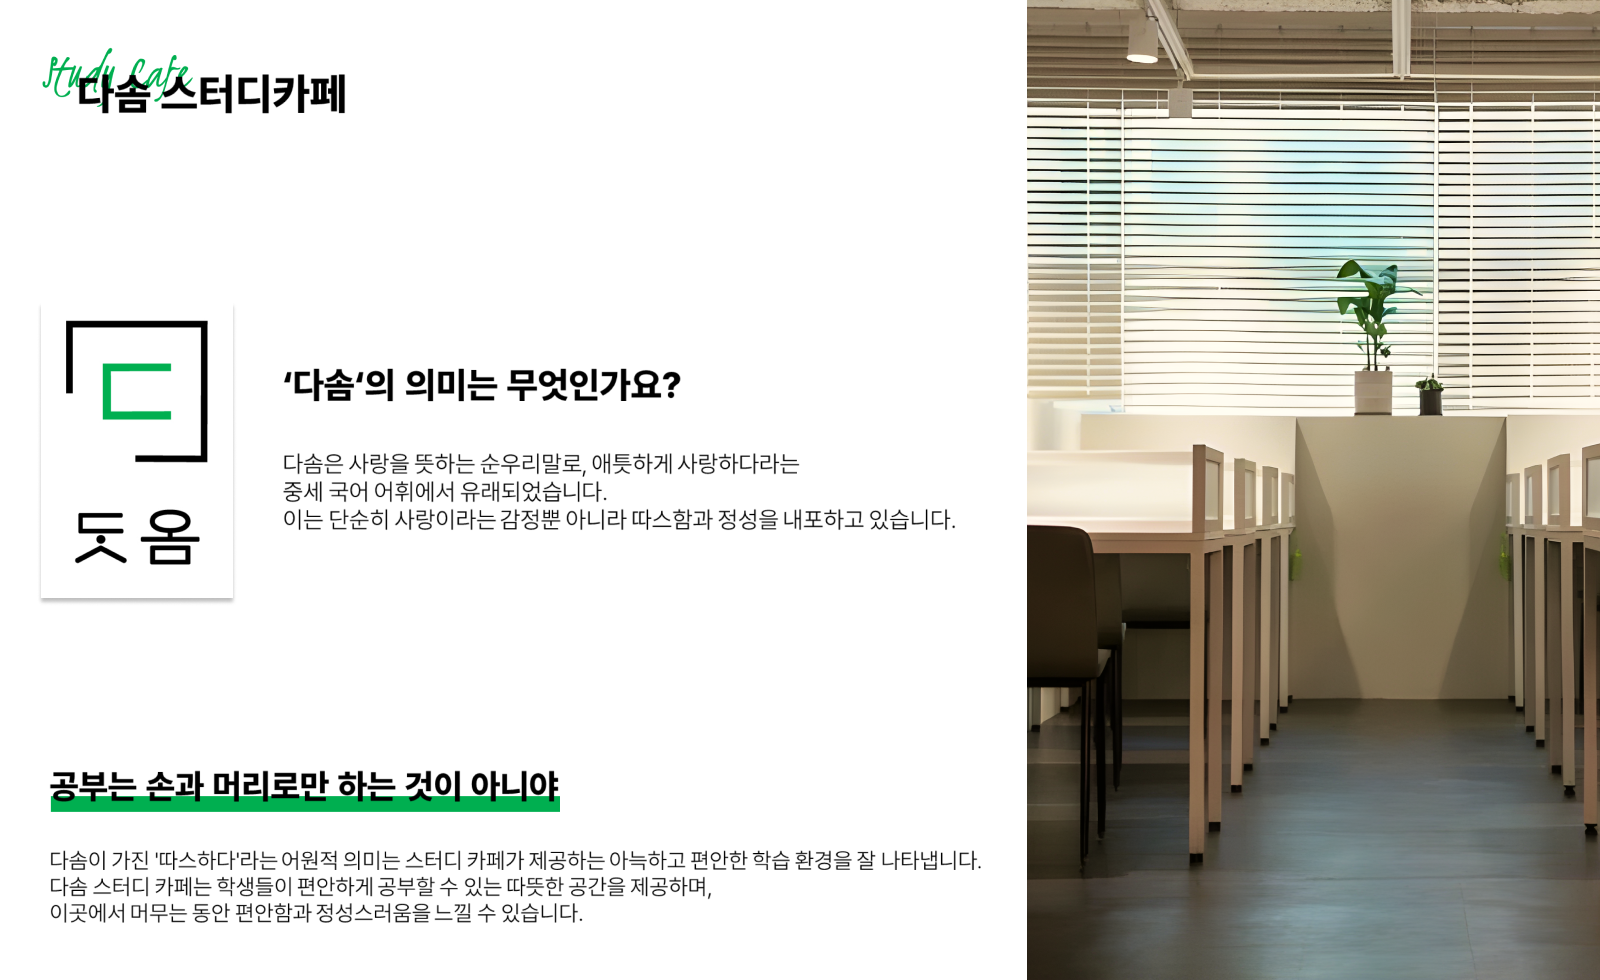 Study Cafe
다솜 스터디카페
‘다솜‘의 의미는 무엇인가요?
다솜은 사랑을 뜻하는 순우리말로, 애틋하게 사랑하다라는
중세 국어 어휘에서 유래되었습니다.
이는 단순히 사랑이라는 감정뿐 아니라 따스함과 정성을 내포하고 있습니다.
공부는 손과 머리로만 하는 것이 아니야
다솜이 가진 '따스하다'라는 어원적 의미는 스터디 카페가 제공하는 아늑하고 편안한 학습 환경을 잘 나타냅니다.
다솜 스터디 카페는 학생들이 편안하게 공부할 수 있는 따뜻한 공간을 제공하며,
이곳에서 머무는 동안 편안함과 정성스러움을 느낄 수 있습니다.